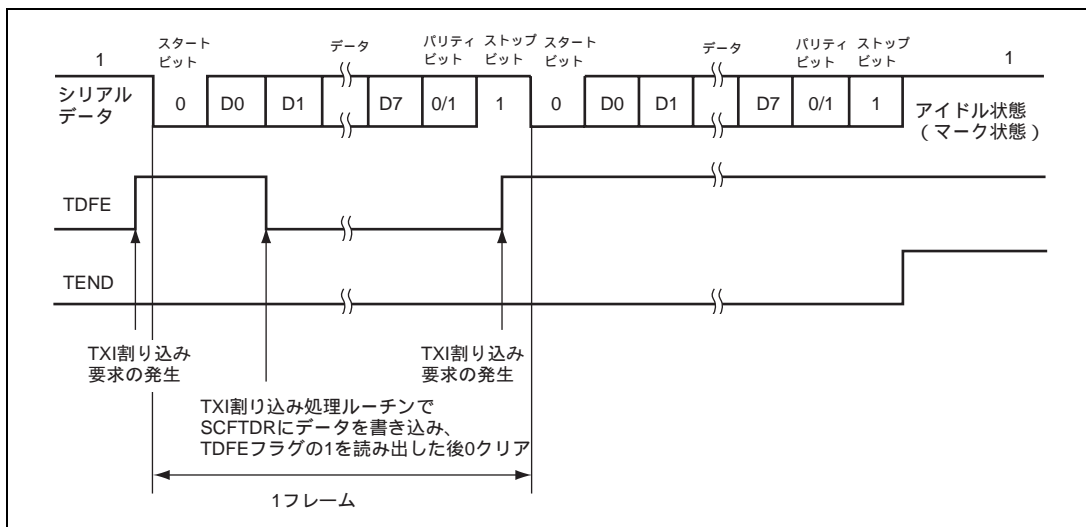 1
スタート
ビット
データ
パリティ
ビット
ストップ
ビット
スタート
ビット
データ
パリティ
ビット
ストップ
ビット
1
シリアル
データ
0 D0 D1 D7 0/1 1 0 D0 D1 D7 0/1 1
アイドル状態
(マーク状態)
TDFE
TEND
TXI割り込み
要求の発生
TXI割り込み
要求の発生
TXI割り込み処理ルーチンで
SCFTDRにデータを書き込み、
TDFEフラグの1を読み出した後0クリア
1フレーム